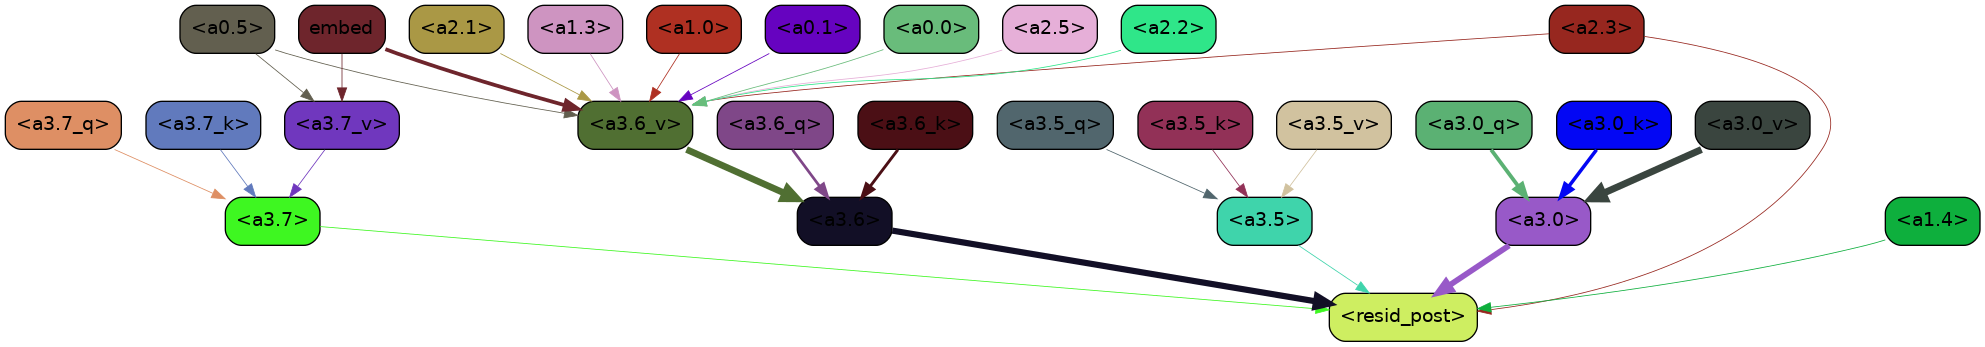 <a0.5> embed <a2.1> <a1.3> <a1.0> <a0.1> <a0.0> <a2.5> <a2.2> <a2.3>
<a3.7_q> <a3.7_k> <a3.7_v> <a3.6_v> <a3.6_q> <a3.6_k> <a3.5_q> <a3.5_k> <a3.5_v> <a3.0_q> <a3.0_k> <a3.0_v>
<a3.7> <a3.6> <a3.5> <a3.0> <a1.4>
<resid_post>